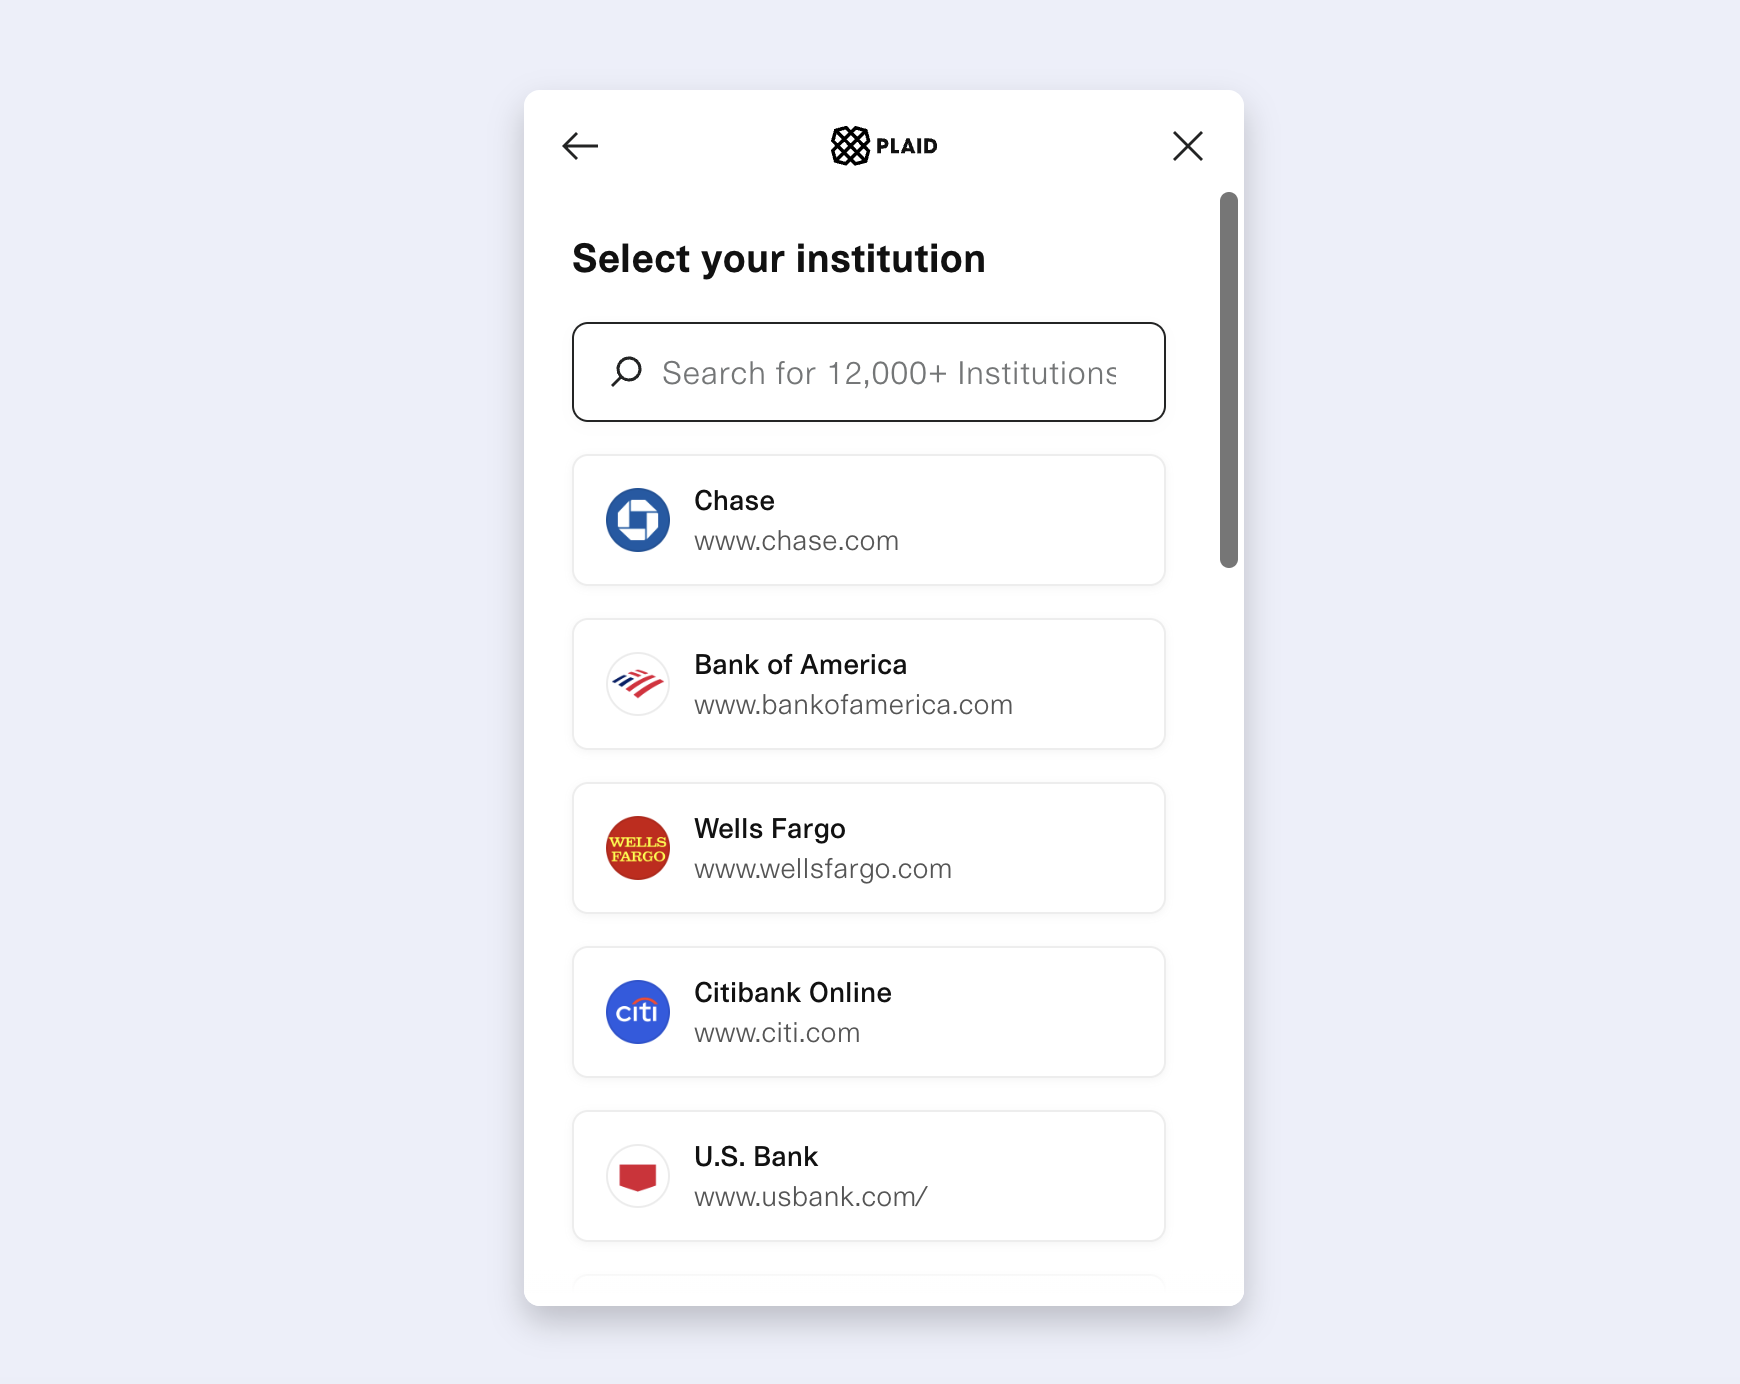 PLAID
Select your institution
Search for 12,000+ Institutions
Chase
www.chase.com
Bank of America
www.bankofamerica.com
WELLS
FARGO
Wells Fargo
www.wellsfargo.com
citi
Citibank Online
www.citi.com
U.S. Bank
www.usbank.com/